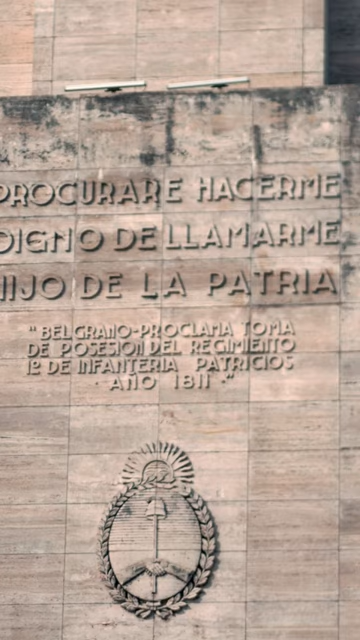 PROCURARE HACERME
DIGNO DE LLAMARME
HIJO DE LA PATRIA
"BELGRANO-PROCLAMA TOMA
DE POSESION DEL REGIMIENTO
1º DE INFANTERIA PATRICIOS
· AÑO 1811 ·"